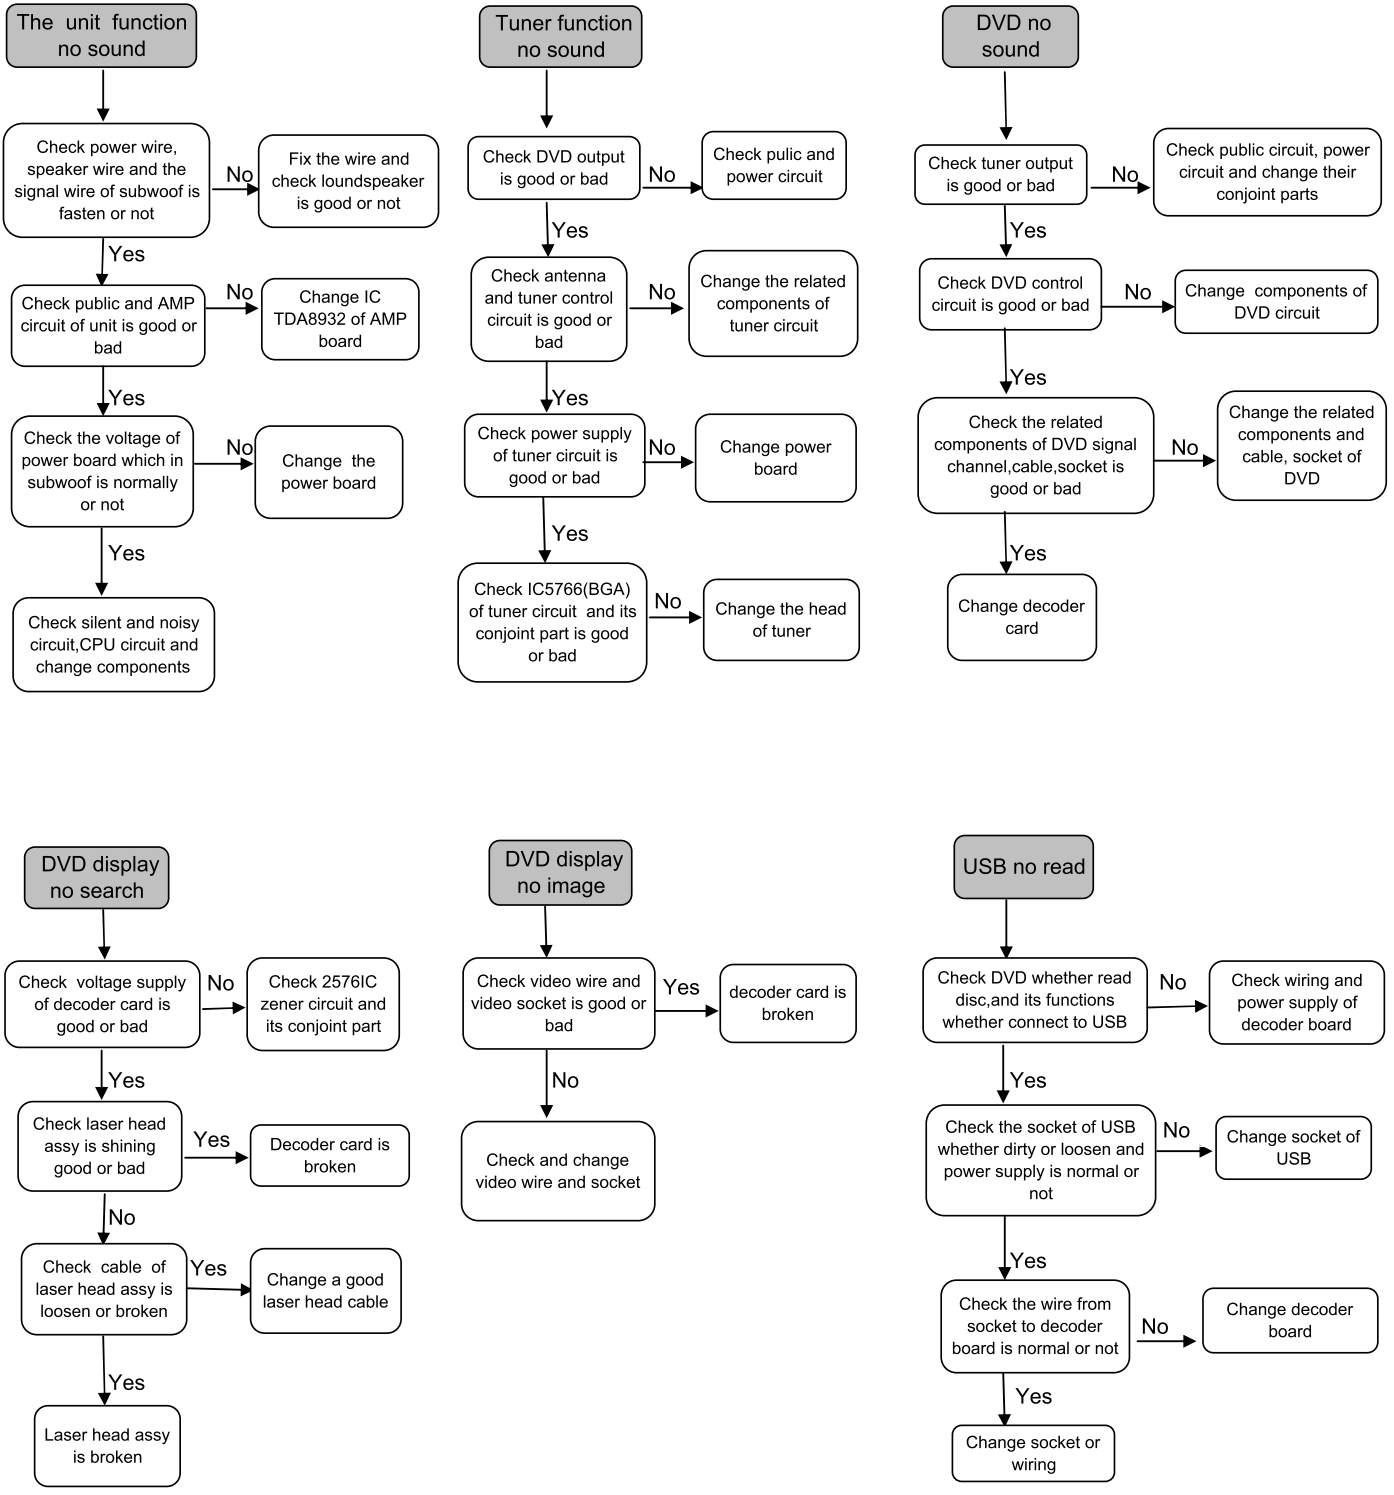 The unit function
no sound
Check power wire,
speaker wire and the
signal wire of subwoof is
fasten or not
No
Fix the wire and
check loundspeaker
is good or not
Yes
Check public and AMP
circuit of unit is good or
bad
No
Change IC
TDA8932 of AMP
board
Yes
Check the voltage of
power board which in
subwoof is normally
or not
No
Change the
power board
Yes
Check silent and noisy
circuit,CPU circuit and
change components
Tuner function
no sound
Check DVD output
is good or bad
No
Check pulic and
power circuit
Yes
Check antenna
and tuner control
circuit is good or
bad
No
Change the related
components of
tuner circuit
Yes
Check power supply
of tuner circuit is
good or bad
No
Change power
board
Yes
Check IC5766(BGA)
of tuner circuit and its
conjoint part is good
or bad
No
Change the head
of tuner
DVD no
sound
Check tuner output
is good or bad
No
Check public circuit, power
circuit and change their
conjoint parts
Yes
Check DVD control
circuit is good or bad
No
Change components of
DVD circuit
Yes
Check the related
components of DVD signal
channel,cable,socket is
good or bad
No
Change the related
components and
cable, socket of
DVD
Yes
Change decoder
card
DVD display
no search
Check voltage supply
of decoder card is
good or bad
No
Check 2576IC
zener circuit and
its conjoint part
Yes
Check laser head
assy is shining
good or bad
Yes
Decoder card is
broken
No
Check cable of
laser head assy is
loosen or broken
Yes
Change a good
laser head cable
Yes
Laser head assy
is broken
DVD display
no image
Check video wire and
video socket is good or
bad
Yes
decoder card is
broken
No
Check and change
video wire and socket
USB no read
Check DVD whether read
disc,and its functions
whether connect to USB
No
Check wiring and
power supply of
decoder board
Yes
Check the socket of USB
whether dirty or loosen and
power supply is normal or
not
No
Change socket of
USB
Yes
Check the wire from
socket to decoder
board is normal or not
No
Change decoder
board
Yes
Change socket or
wiring